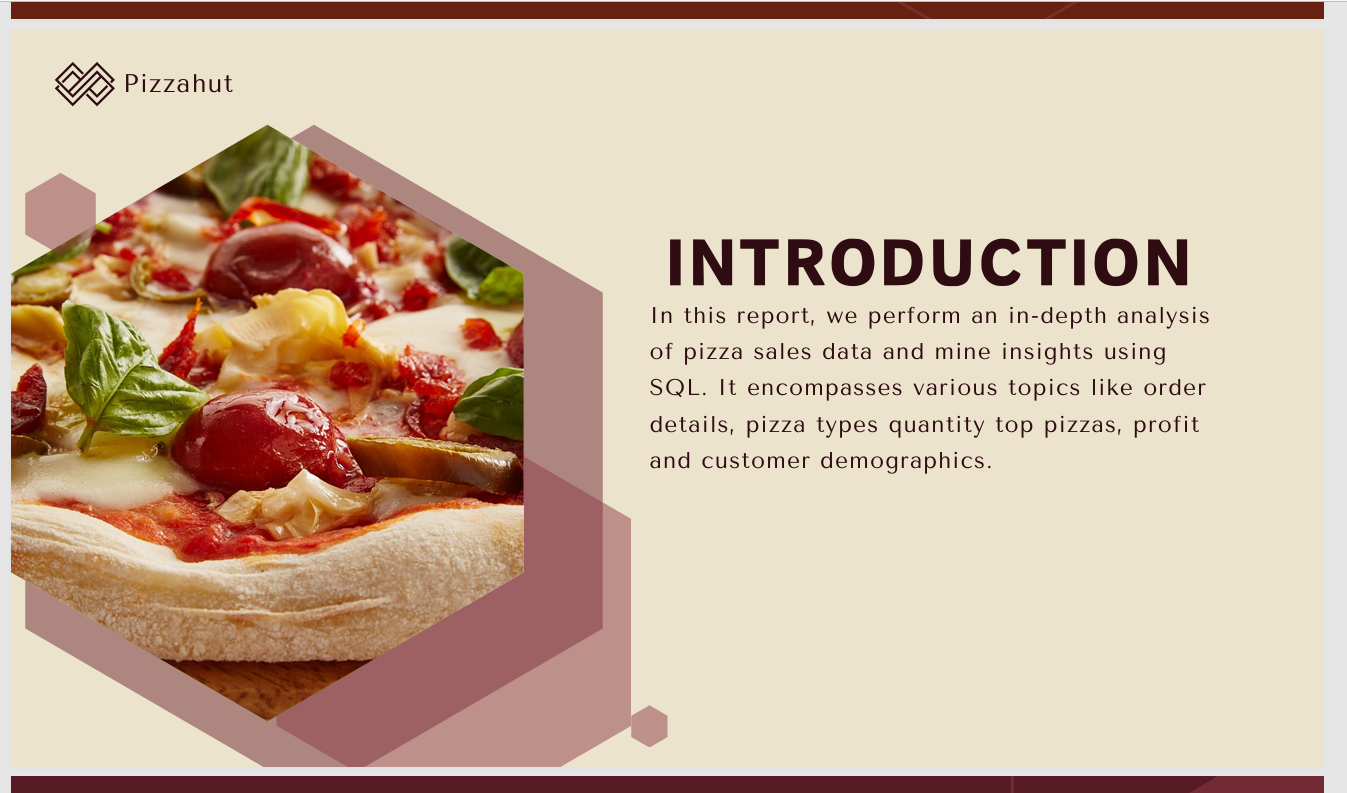 Pizzahut
INTRODUCTION
In this report, we perform an in-depth analysis
of pizza sales data and mine insights using
SQL. It encompasses various topics like order
details, pizza types quantity top pizzas, profit
and customer demographics.